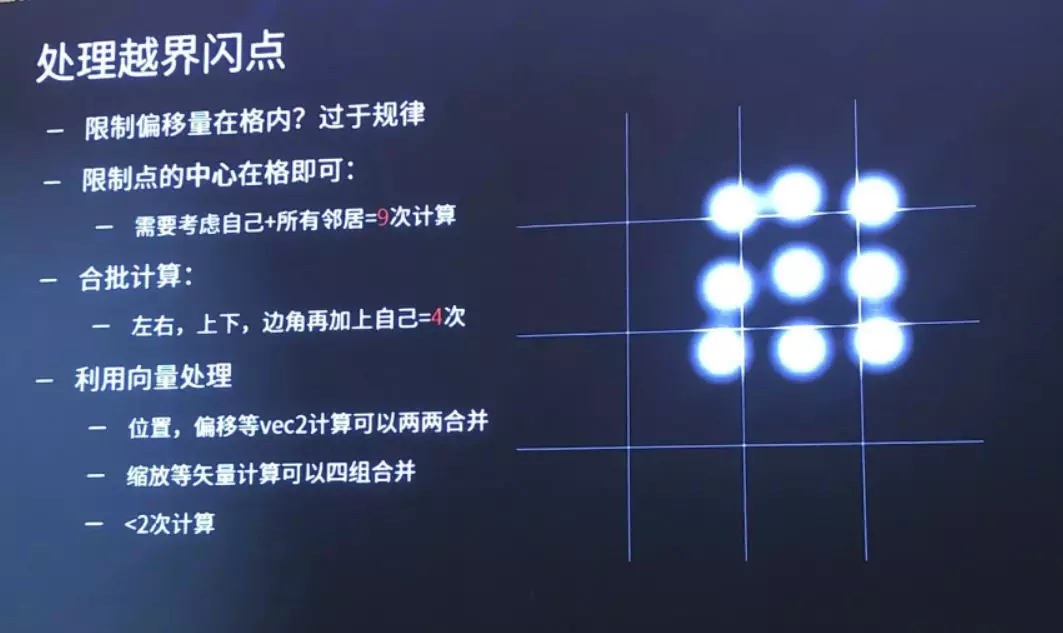 处理越界闪点
– 限制偏移量在格内？过于规律
– 限制点的中心在格即可：
– 需要考虑自己+所有邻居=9次计算
– 合批计算：
– 左右，上下，边角再加上自己=4次
– 利用向量处理
– 位置，偏移等vec2计算可以两两合并
– 缩放等矢量计算可以四组合并
– <2次计算